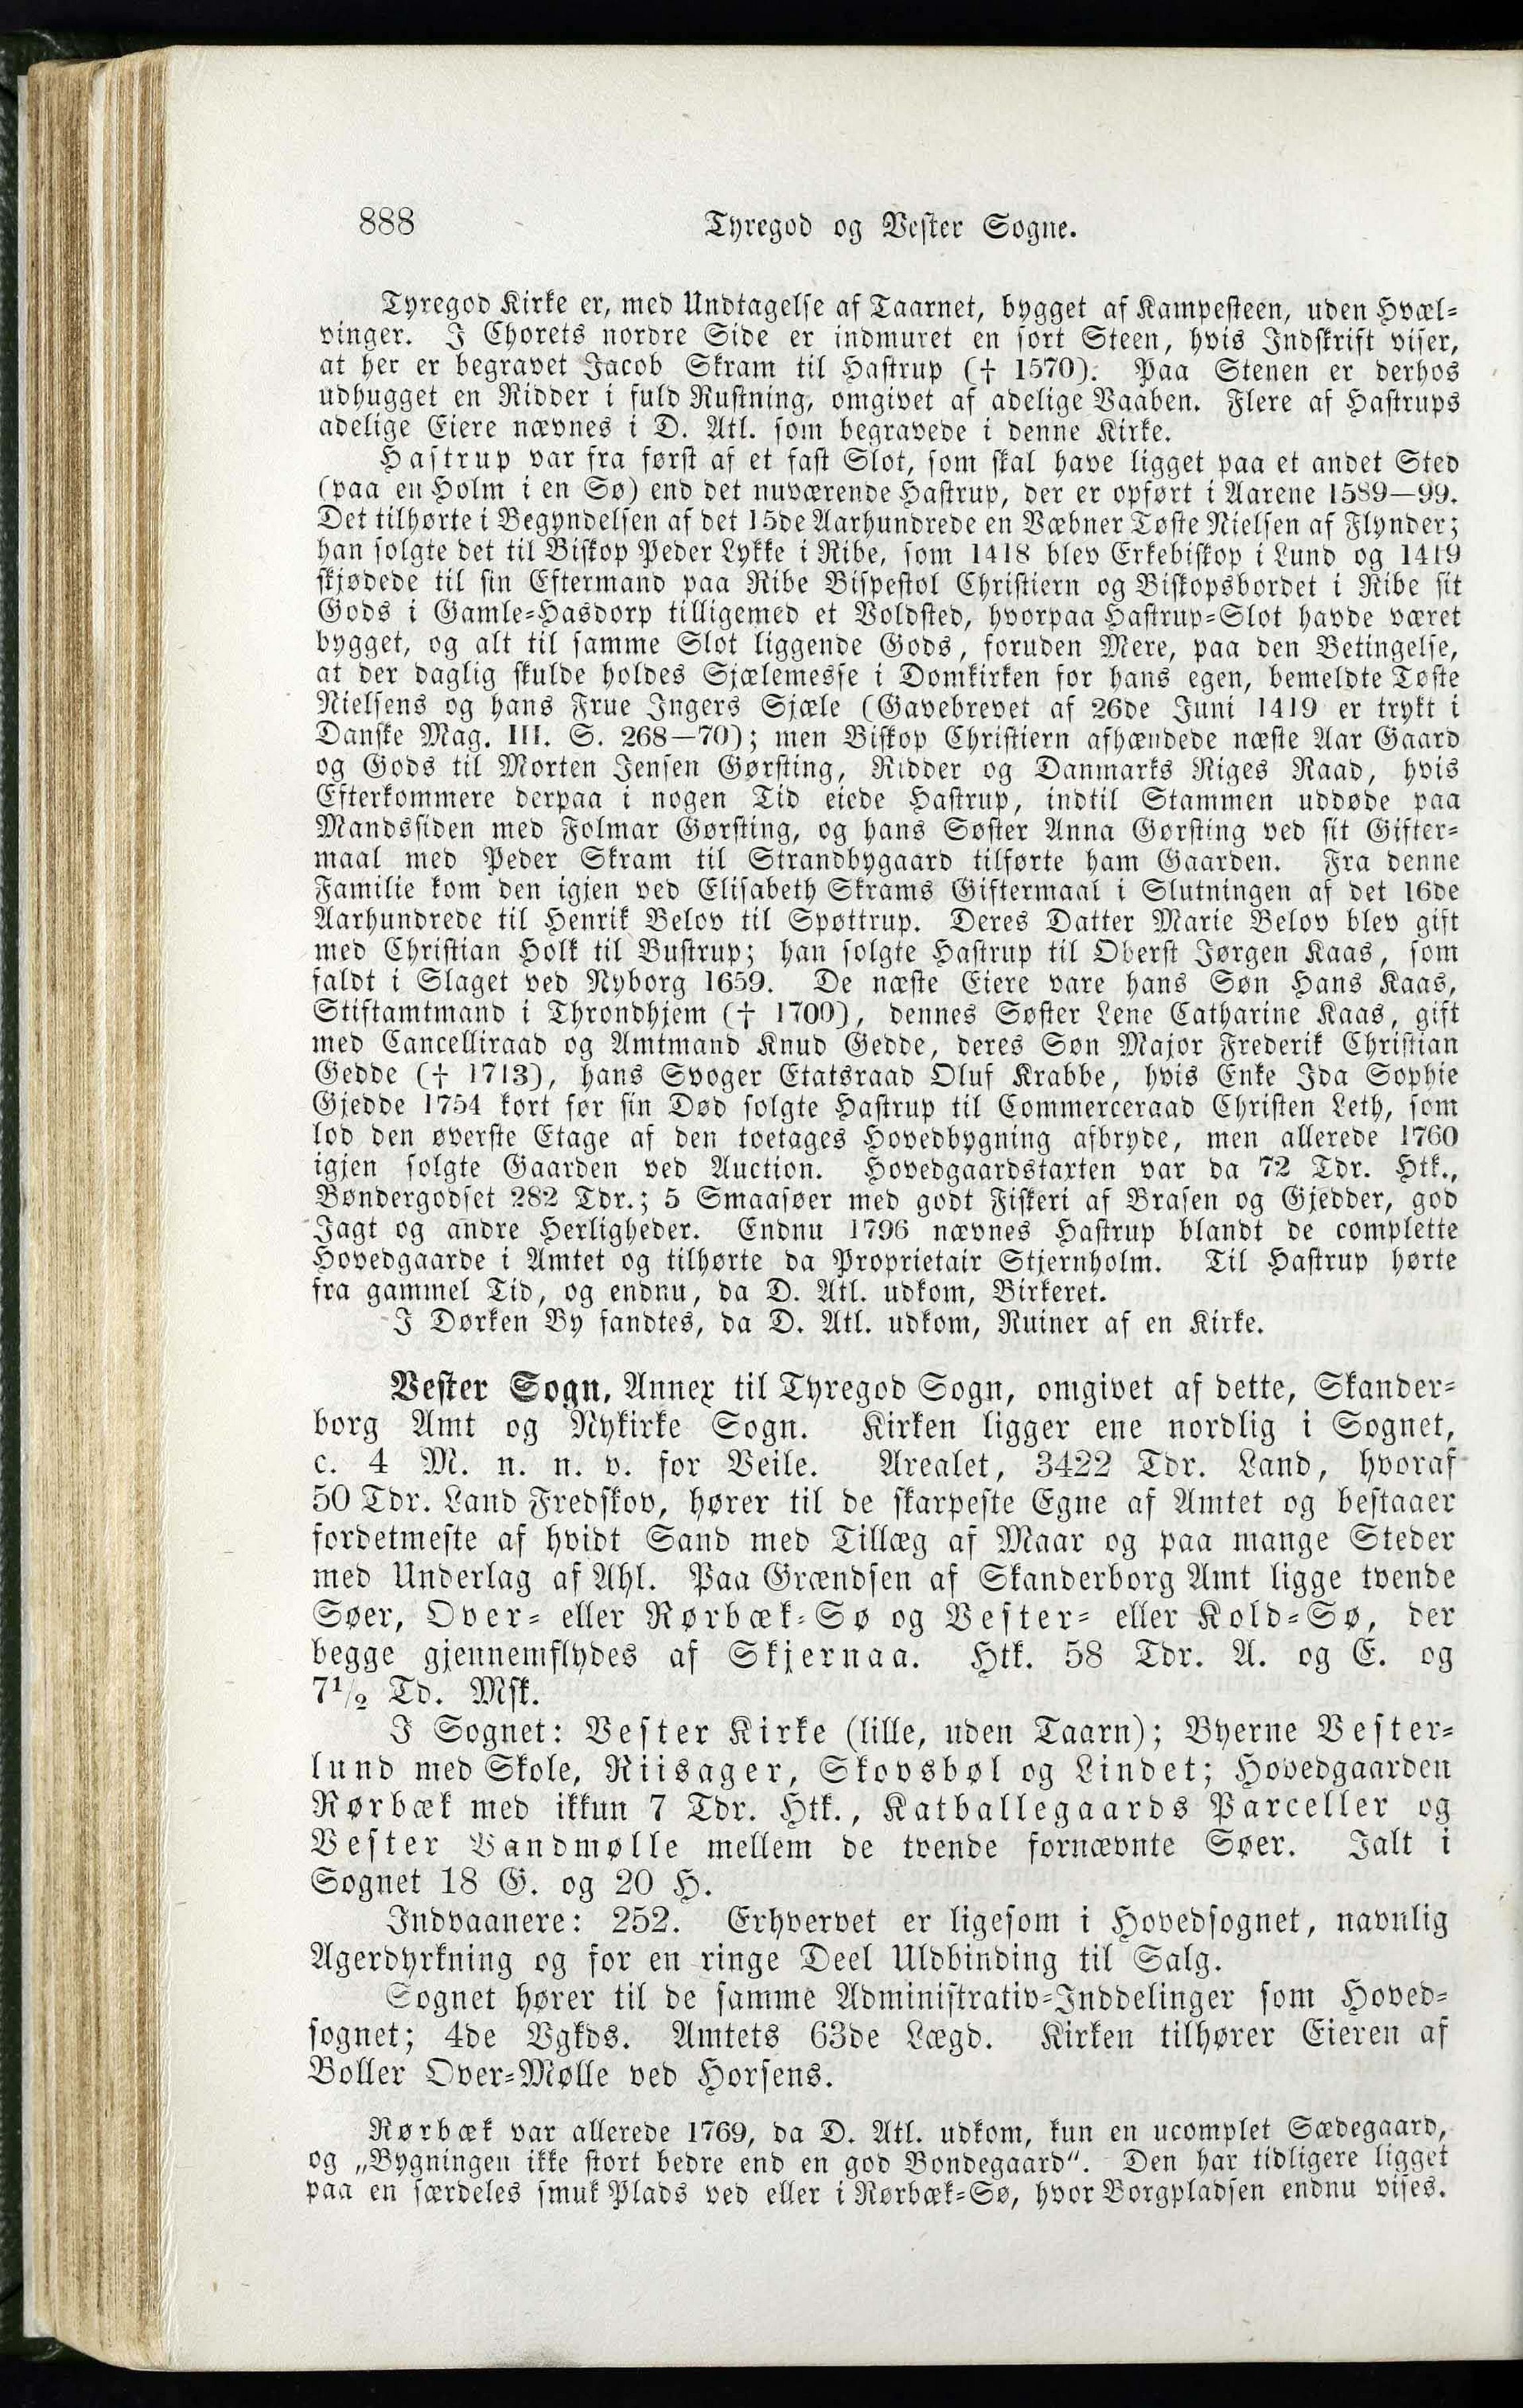 888 Tyregod og Vester Sogne.
Tyregod Kirke er, med Undtagelse af Taarnet, bygget af Kampesteen, uden Hvæl-
vinger. I Chorets nordre Side er indmuret en sort Steen, hvis Indskrift viser,
at her er begravet Jacob Skram til Hastrup († 1570). Paa Stenen er derhos
udhugget en Ridder i fuld Rustning, omgivet af adelige Vaaben. Flere af Hastrups
adelige Eiere nævnes i D. Atl. som begravede i denne Kirke.
Hastrup var fra først af et fast Slot, som skal have ligget paa et andet Sted
(paa en Holm i en Sø) end det nuværende Hastrup, der er opført i Aarene 1589—99.
Det tilhørte i Begyndelsen af det 15de Aarhundrede en Væbner Tøste Nielsen af Flynder;
han solgte det til Biskop Peder Lykke i Ribe, som 1418 blev Erkebiskop i Lund og 1419
skjødede til sin Eftermand paa Ribe Bispestol Christiern og Biskopsbordet i Ribe sit
Gods i Gamle-Hasdorp tilligemed et Voldsted, hvorpaa Hastrup-Slot havde været
bygget, og alt til samme Slot liggende Gods, foruden Mere, paa den Betingelse,
at der daglig skulde holdes Sjælemesse i Domkirken for hans egen, bemeldte Tøste
Nielsens og hans Frue Ingers Sjæle (Gavebrevet af 26de Juni 1419 er trykt i
Danske Mag. III. S. 268—70); men Biskop Christiern afhændede næste Aar Gaard
og Gods til Morten Jensen Gørsting, Ridder og Danmarks Riges Raad, hvis
Efterkommere derpaa i nogen Tid eiede Hastrup, indtil Stammen uddøde paa
Mandssiden med Folmar Gørsting, og hans Søster Anna Gørsting ved sit Gifter-
maal med Peder Skram til Strandbygaard tilførte ham Gaarden. Fra denne
Familie kom den igjen ved Elisabeth Skrams Giftermaal i Slutningen af det 16de
Aarhundrede til Henrik Belov til Spøttrup. Deres Datter Marie Belov blev gift
med Christian Holk til Bustrup; han solgte Hastrup til Oberst Jørgen Kaas, som
faldt i Slaget ved Nyborg 1659. De næste Eiere vare hans Søn Hans Kaas,
Stiftamtmand i Throndhjem († 1700), dennes Søster Lene Catharine Kaas, gift
med Cancelliraad og Amtmand Knud Gedde, deres Søn Major Frederik Christian
Gedde († 1713), hans Svoger Etatsraad Oluf Krabbe, hvis Enke Ida Sophie
Gjedde 1754 kort før sin Død solgte Hastrup til Commerceraad Christen Leth, som
lod den øverste Etage af den toetages Hovedbygning afbryde, men allerede 1760
igjen solgte Gaarden ved Auction. Hovedgaardstaxten var da 72 Tdr. Htk.,
Bøndergodset 282 Tdr.; 5 Smaasøer med godt Fiskeri af Brasen og Gjedder, god
Jagt og andre Herligheder. Endnu 1796 nævnes Hastrup blandt de complette
Hovedgaarde i Amtet og tilhørte da Proprietair Stjernholm. Til Hastrup hørte
fra gammel Tid, og endnu, da D. Atl. udkom, Birkeret.
I Dørken By fandtes, da D. Atl. udkom, Ruiner af en Kirke.
Vester Sogn, Annex til Tyregod Sogn, omgivet af dette, Skander-
borg Amt og Nykirke Sogn. Kirken ligger ene nordlig i Sognet,
c. 4 M. n. n. v. for Veile. Arealet, 3422 Tdr. Land, hvoraf
50 Tdr. Land Fredskov, hører til de skarpeste Egne af Amtet og bestaaer
fordetmeste af hvidt Sand med Tillæg af Maar og paa mange Steder
med Underlag af Ahl. Paa Grændsen af Skanderborg Amt ligge tvende
Søer, Over- eller Rørbæk-Sø og Vester- eller Kold-Sø, der
begge gjennemflydes af Skjernaa. Htk. 58 Tdr. A. og E. og
7½ Td. Msk.
I Sognet: Vester Kirke (lille, uden Taarn); Byerne Vester-
lund med Skole, Riisager, Skovsbøl og Lindet; Hovedgaarden
Rørbæk med ikkun 7 Tdr. Htk., Katballegaards Parceller og
Vester Vandmølle mellem de tvende fornævnte Søer. Ialt i
Sognet 18 G. og 20 H.
Indvaanere: 252. Erhvervet er ligesom i Hovedsognet, navnlig
Agerdyrkning og for en ringe Deel Uldbinding til Salg.
Sognet hører til de samme Administrativ-Inddelinger som Hoved-
sognet; 4de Vgkds. Amtets 63de Lægd. Kirken tilhører Eieren af
Boller Over-Mølle ved Horsens.
Rørbæk var allerede 1769, da D. Atl. udkom, kun en ucomplet Sædegaard,
og „Bygningen ikke stort bedre end en god Bondegaard“. Den har tidligere ligget
paa en særdeles smuk Plads ved eller i Rørbæk-Sø, hvor Borgpladsen endnu vises.